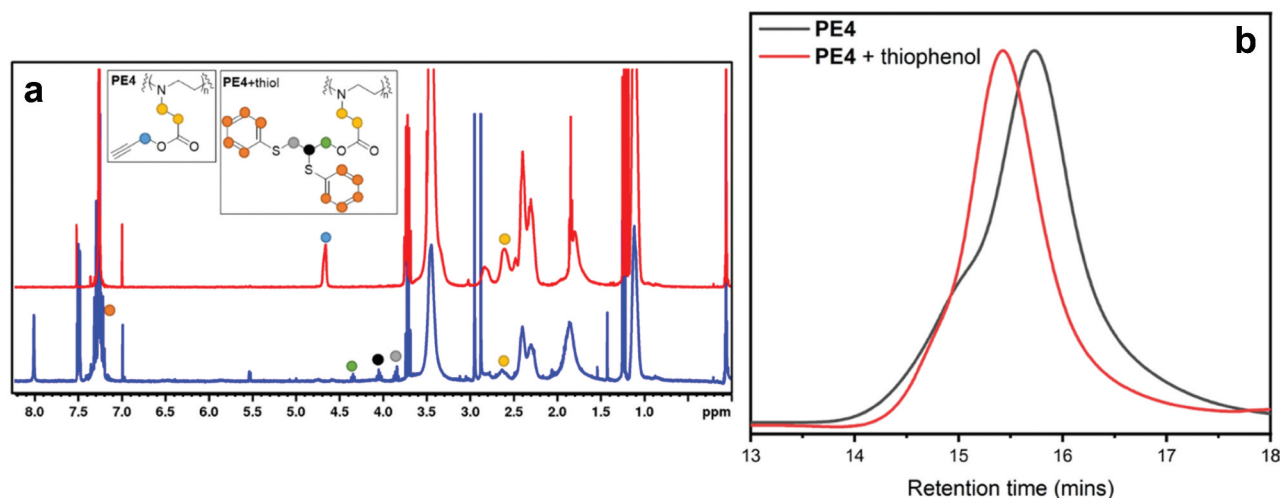 a
PE4
N
n
O
O
PE4+thiol
N
n
S
O
O
S
8.0 7.5 7.0 6.5 6.0 5.5 5.0 4.5 4.0 3.5 3.0 2.5 2.0 1.5 1.0 ppm
b
PE4
PE4 + thiophenol
13 14 15 16 17 18
Retention time (mins)